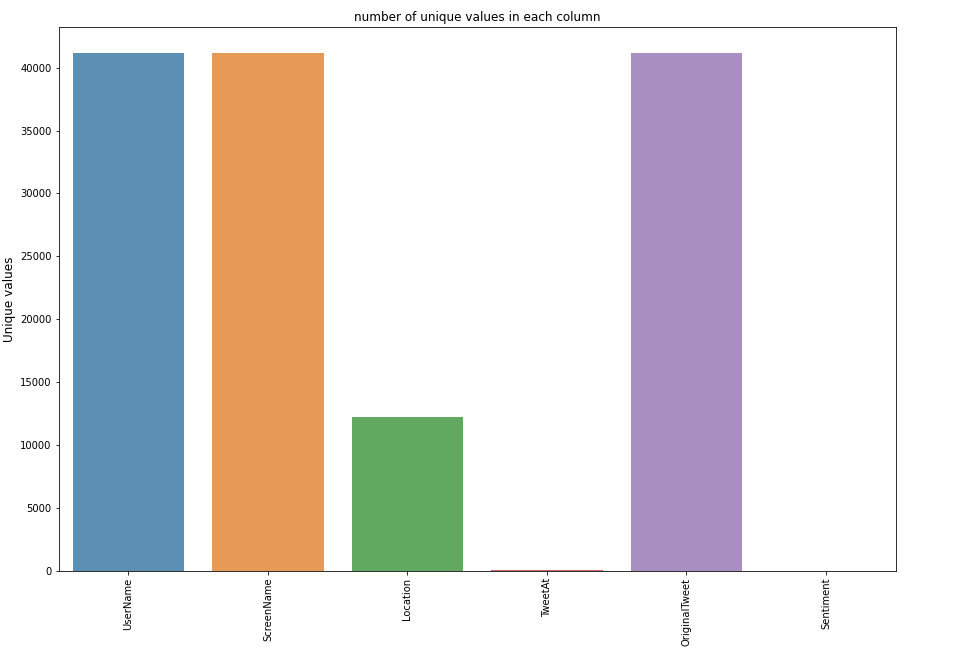 number of unique values in each column
Unique values
40000
35000
30000
25000
20000
15000
10000
5000
0
UserName
ScreenName
Location
TweetAt
OriginalTweet
Sentiment